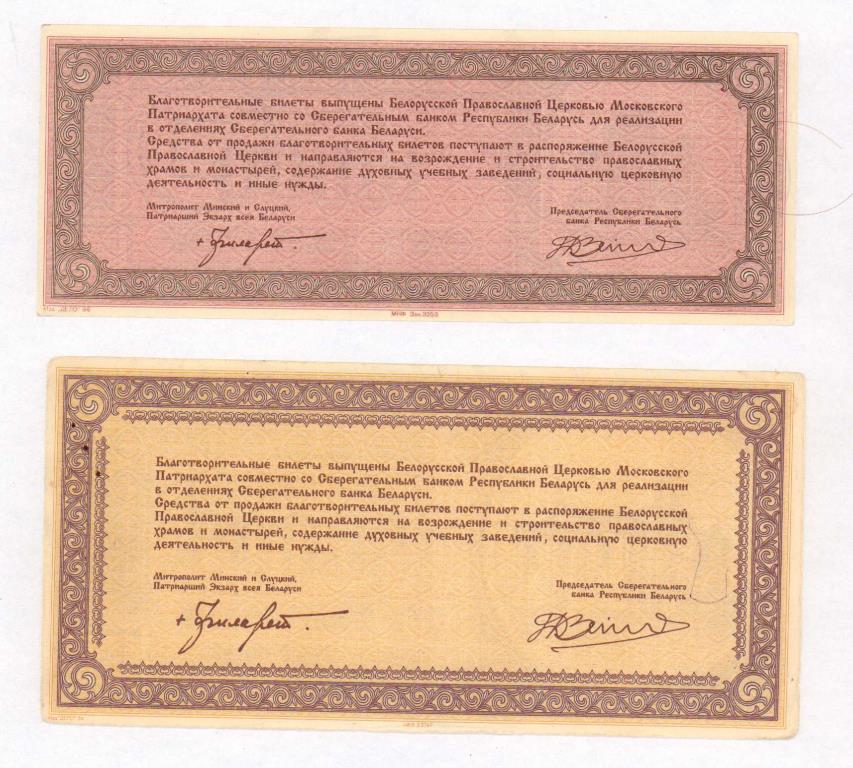 Благотворительные билеты выпущены Белорусской Православной Церковью Московского
Патриархата совместно со Сберегательным банком Республики Беларусь для реализации
в отделениях Сберегательного банка Беларуси.
Средства от продажи благотворительных билетов поступают в распоряжение Белорусской
Православной Церкви и направляются на возрождение и строительство православных
храмов и монастырей, содержание духовных учебных заведений, социальную церковную
деятельность и иные нужды.
Митрополит Минский и Слуцкий,
Патриарший Экзарх всея Беларуси
Председатель Сберегательного
банка Республики Беларусь
+ Филарет.
Благотворительные билеты выпущены Белорусской Православной Церковью Московского
Патриархата совместно со Сберегательным банком Республики Беларусь для реализации
в отделениях Сберегательного банка Беларуси.
Средства от продажи благотворительных билетов поступают в распоряжение Белорусской
Православной Церкви и направляются на возрождение и строительство православных
храмов и монастырей, содержание духовных учебных заведений, социальную церковную
деятельность и иные нужды.
Митрополит Минский и Слуцкий,
Патриарший Экзарх всея Беларуси
Председатель Сберегательного
банка Республики Беларусь
+ Филарет.